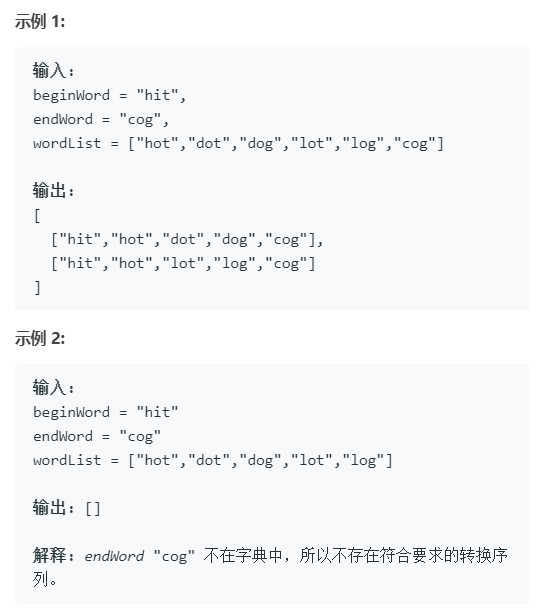 示例 1:
输入:
beginWord = "hit",
endWord = "cog",
wordList = ["hot","dot","dog","lot","log","cog"]
输出:
[
["hit","hot","dot","dog","cog"],
["hit","hot","lot","log","cog"]
]
示例 2:
输入:
beginWord = "hit"
endWord = "cog"
wordList = ["hot","dot","dog","lot","log"]
输出：[]
解释：endWord "cog" 不在字典中，所以不存在符合要求的转换序
列。